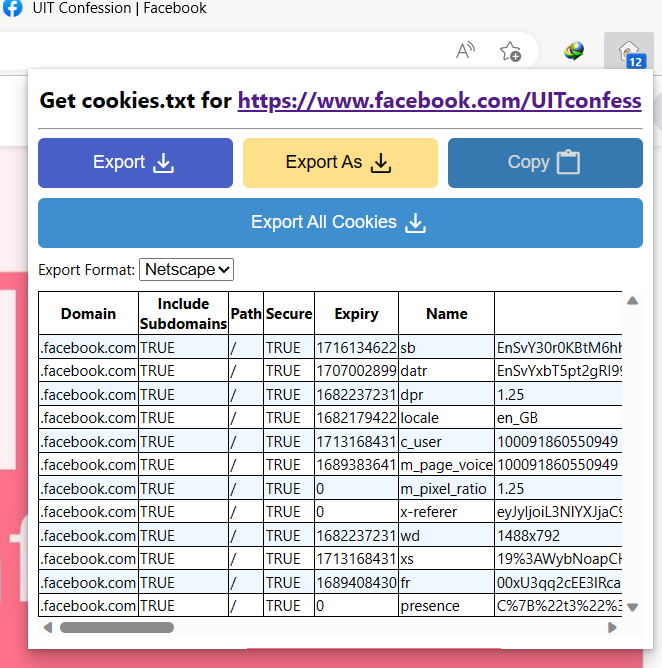 UIT Confession | Facebook
12
Get cookies.txt for https://www.facebook.com/UITconfess
Export Export As Copy
Export All Cookies
Export Format: Netscape
Domain Include Subdomains Path Secure Expiry Name
.facebook.com TRUE / TRUE 1716134622 sb EnSvY30r0KBtM6hh
.facebook.com TRUE / TRUE 1707002899 datr EnSvYxbT5pt2gRI99
.facebook.com TRUE / TRUE 1682237231 dpr 1.25
.facebook.com TRUE / TRUE 1682179422 locale en_GB
.facebook.com TRUE / TRUE 1713168431 c_user 100091860550949
.facebook.com TRUE / TRUE 1689383641 m_page_voice 100091860550949
.facebook.com TRUE / TRUE 0 m_pixel_ratio 1.25
.facebook.com TRUE / TRUE 0 x-referer eyJyIjoiL3NlYXJjaC9
.facebook.com TRUE / TRUE 1682237231 wd 1488x792
.facebook.com TRUE / TRUE 1713168431 xs 19%3AWybNoapCH
.facebook.com TRUE / TRUE 1689408430 fr 00xU3qq2cEE3IRca
.facebook.com TRUE / TRUE 0 presence C%7B%22t3%22%3